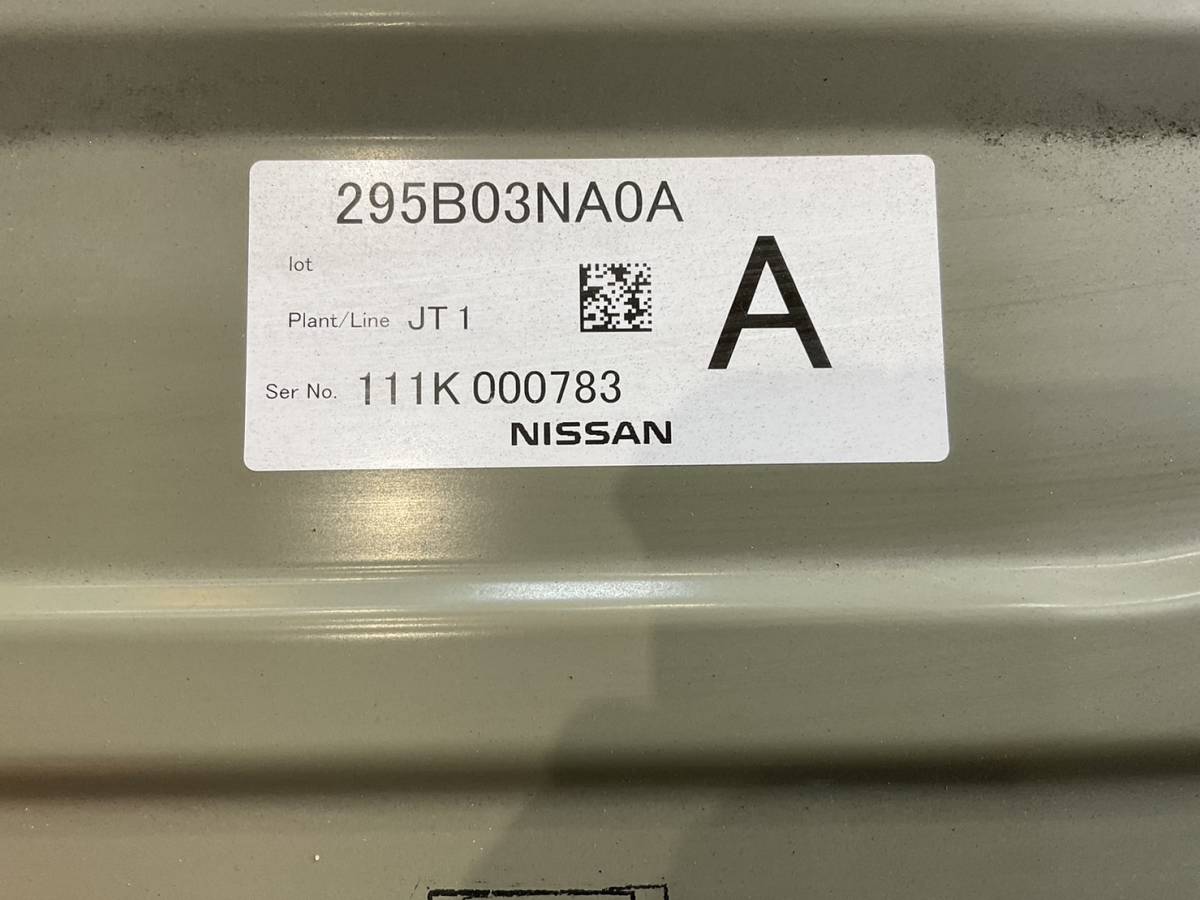 295B03NA0A
lot
A
Plant/Line JT 1
Ser No. 111K 000783
NISSAN